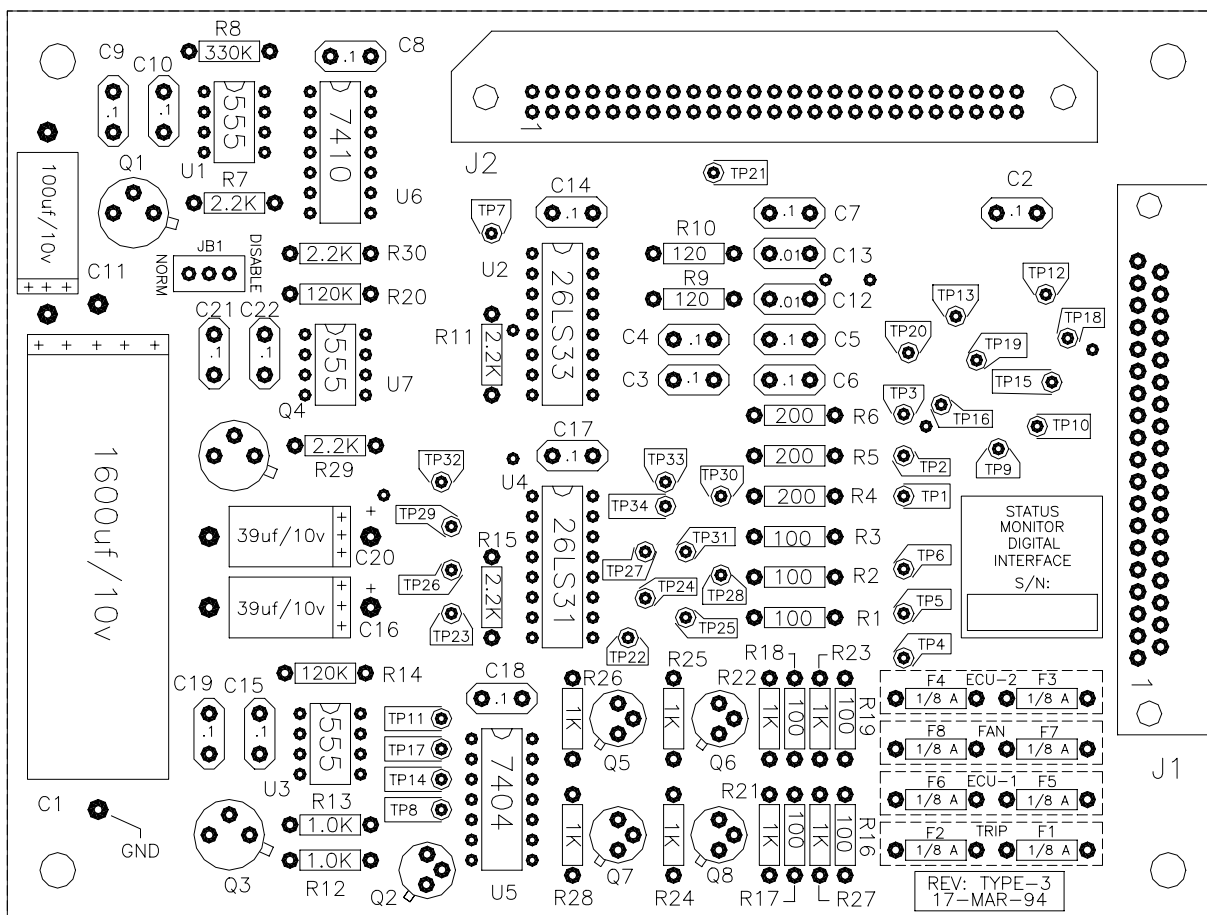 R8
330K
C8
.1
C9
.1
C10
.1
555
U1
7410
U6
J2
1
100uf/10v
+++
Q1
R7
2.2K
TP7
C14
.1
TP21
C7
.1
C2
.1
JB1
NORM
DISABLE
2.2K
R30
R10
120
.01
C13
C11
120K
R20
U2
26LS33
R9
120
.01
C12
TP12
TP13
TP18
C21
.1
C22
.1
555
U7
R11
2.2K
C4
.1
.1
C5
TP20
TP19
C3
.1
.1
C6
TP15
+ + + + +
1600uf/10v
Q4
2.2K
R29
200
R6
TP3
TP16
TP10
C17
.1
200
R5
TP2
TP9
TP32
U4
26LS31
TP33
TP30
200
R4
TP1
TP34
TP29
39uf/10v
+++
+
C20
R15
2.2K
100
R3
TP31
TP27
STATUS
MONITOR
DIGITAL
INTERFACE
S/N:
TP26
39uf/10v
+++
+
C16
TP24
TP28
100
R2
TP6
TP23
TP25
100
R1
TP5
TP22
TP4
1
120K
R14
C18
.1
R26
1K
R25
1K
R22
R18
R23
1K
100
1K
100
R19
F4
ECU-2
F3
1/8 A
1/8 A
C19
.1
C15
.1
555
U3
TP11
TP17
TP14
TP8
7404
U5
Q5
Q6
F8
FAN
F7
1/8 A
1/8 A
J1
F6
ECU-1
F5
1/8 A
1/8 A
C1
GND
R13
1.0K
1.0K
R12
Q3
Q2
1K
R28
Q7
1K
R24
Q8
R21
1K
100
1K
100
R16
R17
R27
F2
TRIP
F1
1/8 A
1/8 A
REV: TYPE-3
17-MAR-94